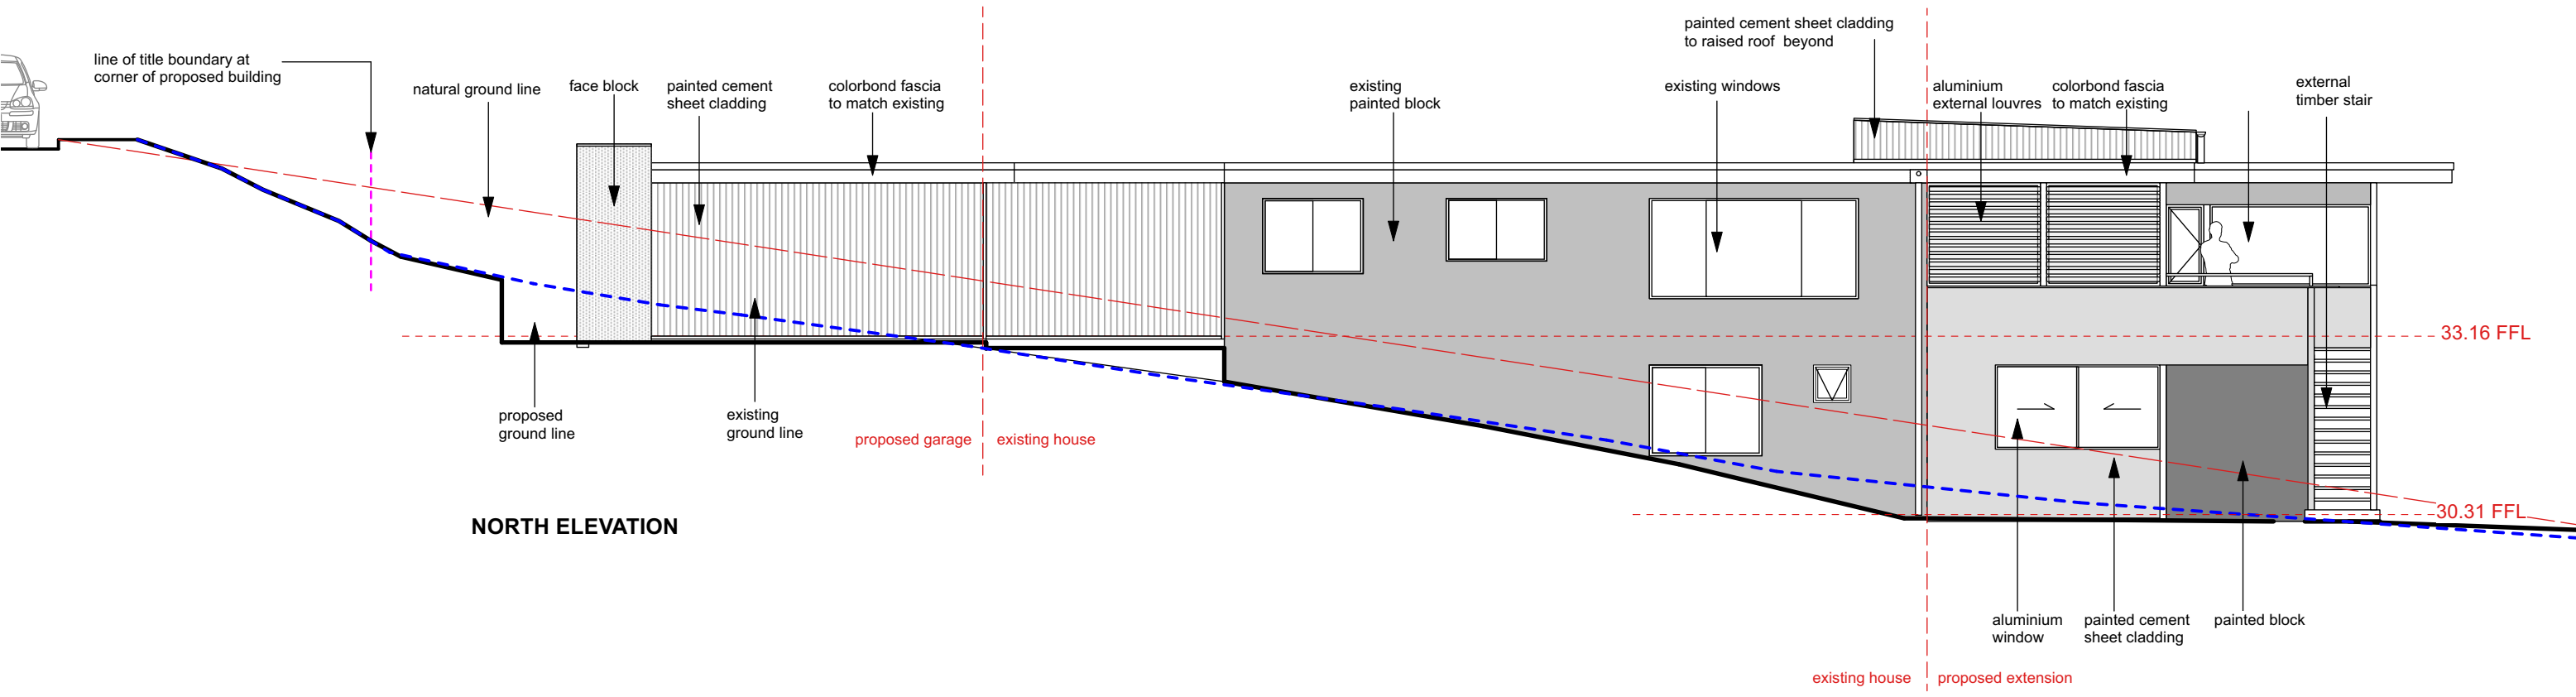 painted cement sheet cladding
to raised roof  beyond
line of title boundary at
corner of proposed building
natural ground line
face block
painted cement
sheet cladding
colorbond fascia
to match existing
existing
painted block
existing windows
aluminium
external louvres
colorbond fascia
to match existing
external
timber stair
33.16 FFL
proposed
ground line
existing
ground line
proposed garage
existing house
30.31 FFL
NORTH ELEVATION
aluminium
window
painted cement
sheet cladding
painted block
existing house
proposed extension